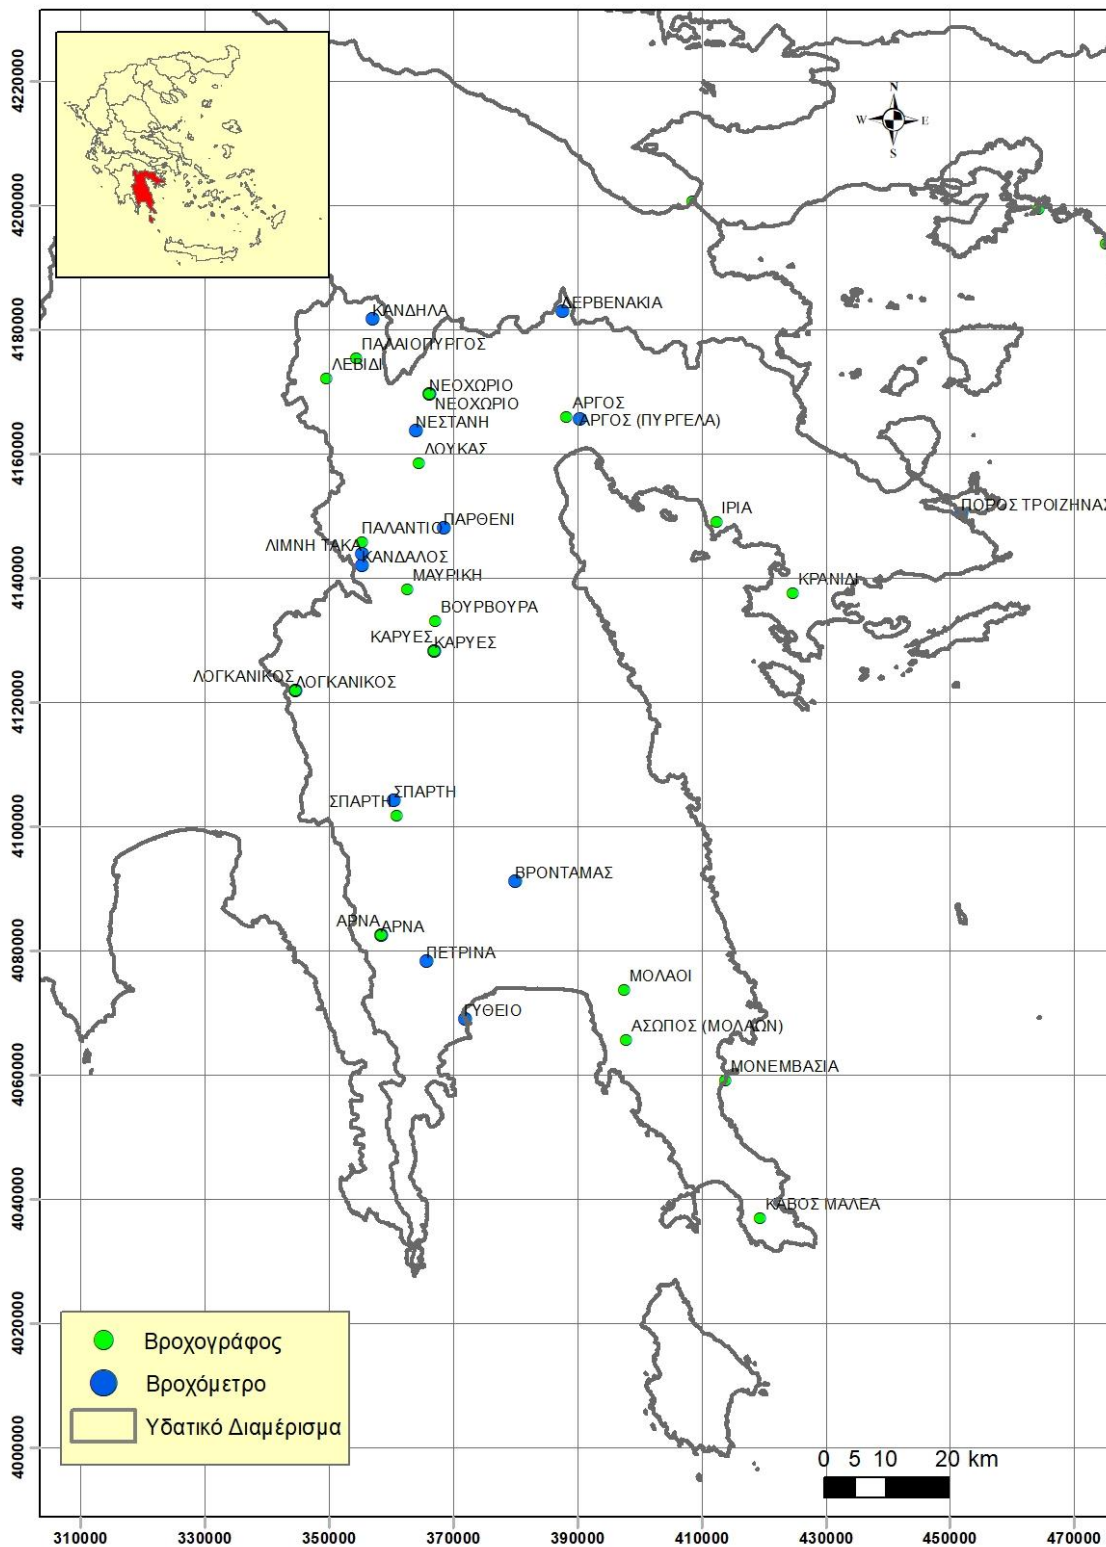 4220000
N
W E
S
4200000
4180000
ΚΑΝΔΗΛΑ
ΔΕΡΒΕΝΑΚΙΑ
ΠΑΛΑΙΟΠΥΡΓΟΣ
ΛΕΒΙΔΙ
ΝΕΟΧΩΡΙΟ
ΝΕΟΧΩΡΙΟ
ΑΡΓΟΣ
ΑΡΓΟΣ (ΠΥΡΓΕΛΑ)
ΝΕΣΤΑΝΗ
4160000
ΛΟΥΚΑΣ
ΙΡΙΑ
ΠΟΡΟΣ ΤΡΟΙΖΗΝΑΣ
ΠΑΛΑΝΤΙΟ
ΠΑΡΘΕΝΙ
ΛΙΜΝΗ ΤΑΚΑ
ΚΑΝΔΑΛΟΣ
4140000
ΜΑΥΡΙΚΗ
ΚΡΑΝΙΔΙ
ΒΟΥΡΒΟΥΡΑ
ΚΑΡΥΕΣ
ΚΑΡΥΕΣ
ΛΟΓΚΑΝΙΚΟΣ
ΛΟΓΚΑΝΙΚΟΣ
4120000
ΣΠΑΡΤΗ
ΣΠΑΡΤΗ
4100000
ΒΡΟΝΤΑΜΑΣ
ΑΡΝΑ
ΑΡΝΑ
4080000
ΠΕΤΡΙΝΑ
ΜΟΛΑΟΙ
ΓΥΘΕΙΟ
ΑΣΩΠΟΣ (ΜΟΛΑΩΝ)
4060000
ΜΟΝΕΜΒΑΣΙΑ
4040000
ΚΑΒΟΣ ΜΑΛΕΑ
4020000
Βροχογράφος
Βροχόμετρο
Υδατικό Διαμέρισμα
4000000
0 5 10 20 km
310000 330000 350000 370000 390000 410000 430000 450000 470000